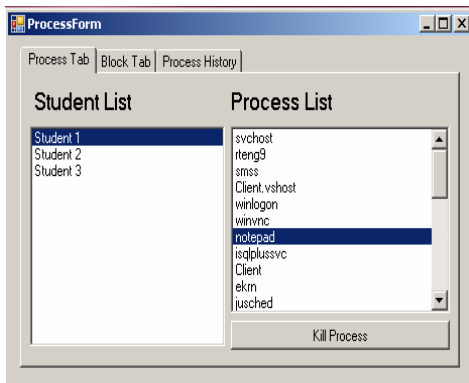 ProcessForm
Process Tab Block Tab Process History
Student List
Student 1
Student 2
Student 3
Process List
svchost
rteng9
smss
Client.vshost
winlogon
winvnc
notepad
isqlplussvc
Client
ekrn
jusched
Kill Process